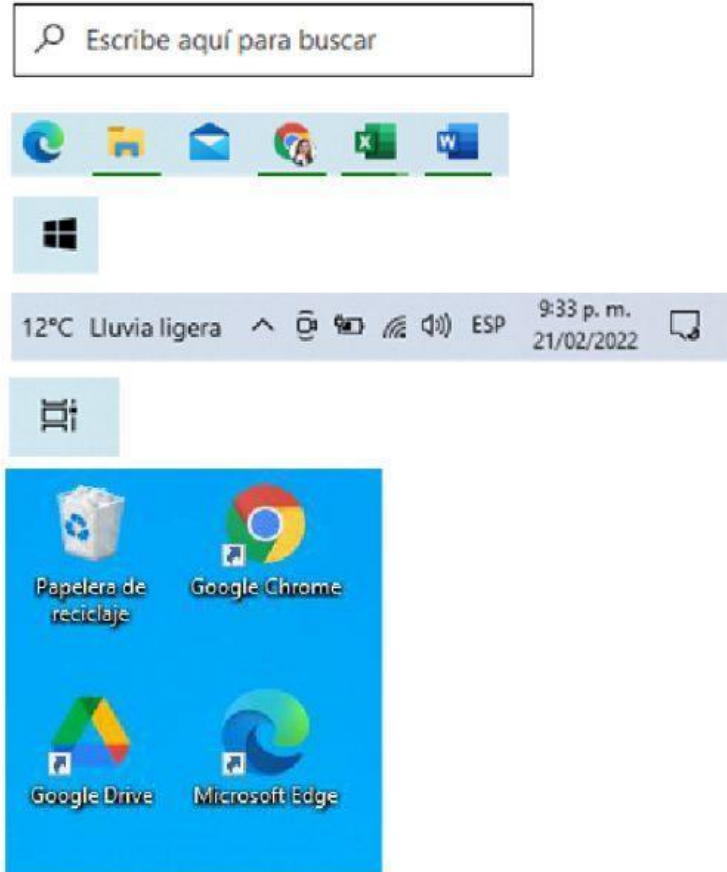 Escribe aquí para buscar
12°C Lluvia ligera ESP 9:33 p. m.
21/02/2022
Papelera de
reciclaje
Google Chrome
Google Drive
Microsoft Edge